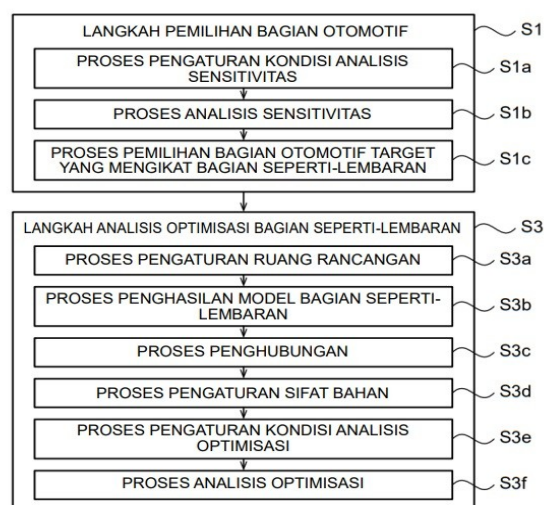 LANGKAH PEMILIHAN BAGIAN OTOMOTIF S1
PROSES PENGATURAN KONDISI ANALISIS
SENSITIVITAS S1a
PROSES ANALISIS SENSITIVITAS S1b
PROSES PEMILIHAN BAGIAN OTOMOTIF TARGET
YANG MENGIKAT BAGIAN SEPERTI-LEMBARAN S1c
LANGKAH ANALISIS OPTIMISASI BAGIAN SEPERTI-LEMBARAN S3
PROSES PENGATURAN RUANG RANCANGAN S3a
PROSES PENGHASILAN MODEL BAGIAN SEPERTI-
LEMBARAN S3b
PROSES PENGHUBUNGAN S3c
PROSES PENGATURAN SIFAT BAHAN S3d
PROSES PENGATURAN KONDISI ANALISIS
OPTIMISASI S3e
PROSES ANALISIS OPTIMISASI S3f